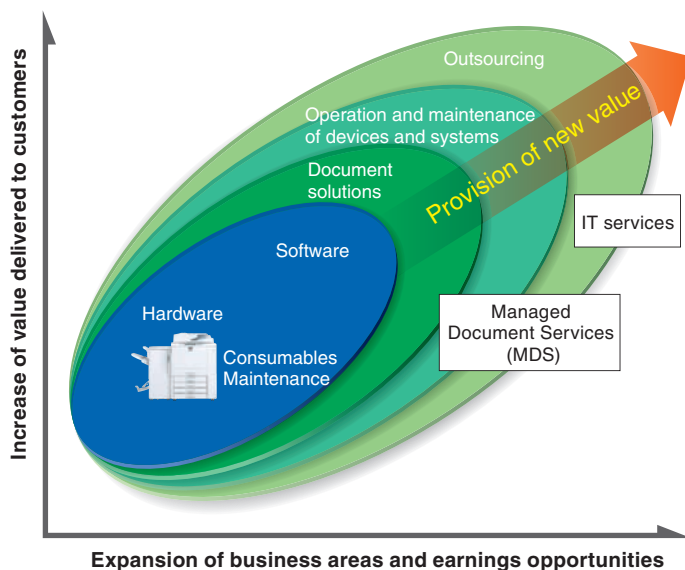 Increase of value delivered to customers
Outsourcing
Operation and maintenance
of devices and systems
Document
solutions
Provision of new value
Software
IT services
Hardware
Managed
Document Services
(MDS)
Consumables
Maintenance
Expansion of business areas and earnings opportunities